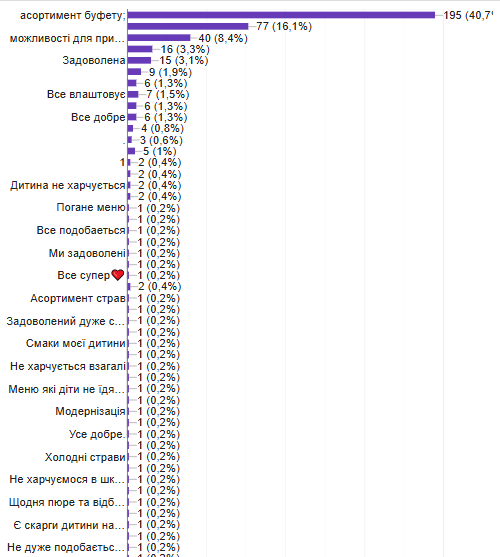 асортимент буфету; 195 (40,7%
77 (16,1%)
можливості для при… 40 (8,4%)
16 (3,3%)
Задоволена 15 (3,1%)
9 (1,9%)
6 (1,3%)
Все влаштовує 7 (1,5%)
6 (1,3%)
Все добре 6 (1,3%)
4 (0,8%)
. 3 (0,6%)
5 (1%)
1 2 (0,4%)
2 (0,4%)
Дитина не харчується 2 (0,4%)
2 (0,4%)
Погане меню 1 (0,2%)
1 (0,2%)
Все подобається 1 (0,2%)
1 (0,2%)
Ми задоволені 1 (0,2%)
1 (0,2%)
Все супер❤️ 1 (0,2%)
2 (0,4%)
Асортимент страв 1 (0,2%)
1 (0,2%)
Задоволений дуже с… 1 (0,2%)
1 (0,2%)
Смаки моєї дитини 1 (0,2%)
1 (0,2%)
Не харчується взагалі 1 (0,2%)
1 (0,2%)
Меню які діти не їдя… 1 (0,2%)
1 (0,2%)
Модернізація 1 (0,2%)
1 (0,2%)
Усе добре. 1 (0,2%)
1 (0,2%)
Холодні страви 1 (0,2%)
1 (0,2%)
Не харчуємося в шк… 1 (0,2%)
1 (0,2%)
Щодня пюре та відб… 1 (0,2%)
1 (0,2%)
Є скарги дитини на… 1 (0,2%)
1 (0,2%)
Не дуже подобаєтьс… 1 (0,2%)